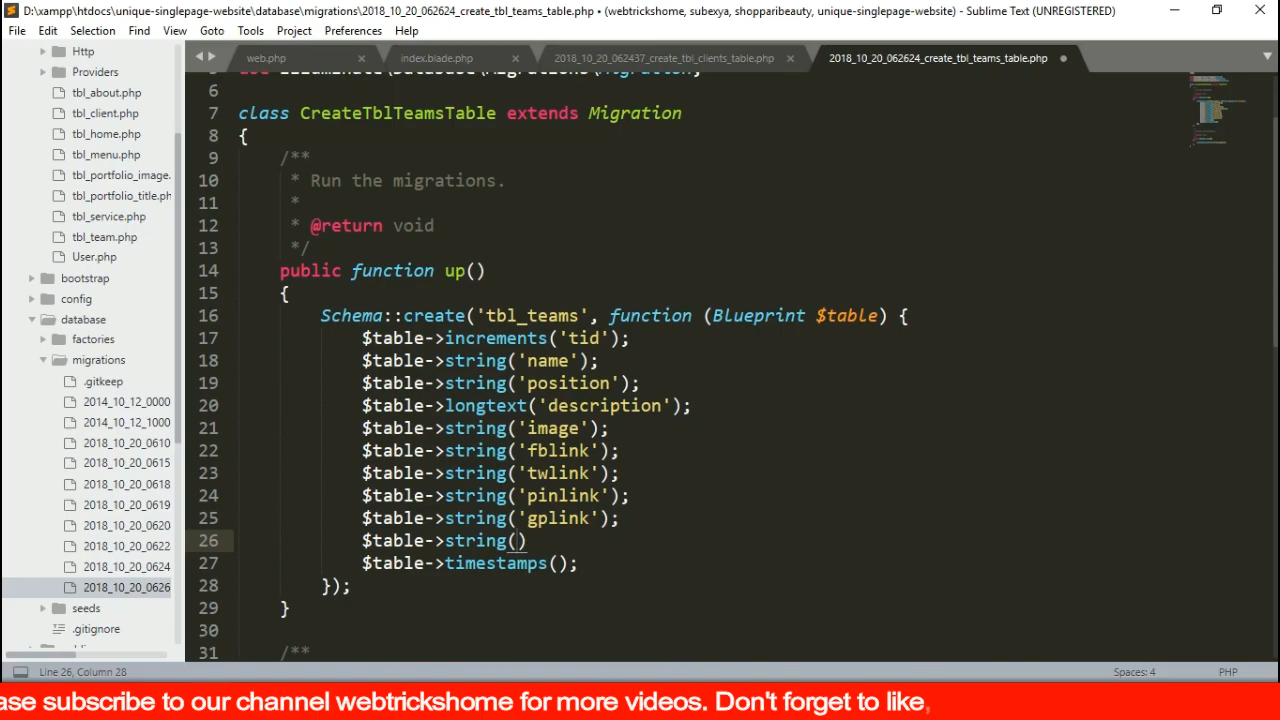 D:\xampp\htdocs\unique-singlepage-website\database\migrations\2018_10_20_062624_create_tbl_teams_table.php • (webtrickshome, subexya, shopparibeauty, unique-singlepage-website) - Sublime Text (UNREGISTERED)
File Edit Selection Find View Goto Tools Project Preferences Help
web.php index.blade.php 2018_10_20_062437_create_tbl_clients_table.php 2018_10_20_062624_create_tbl_teams_table.php
Http
Providers
tbl_about.php
tbl_client.php
tbl_home.php
tbl_menu.php
tbl_portfolio_image.
tbl_portfolio_title.ph
tbl_service.php
tbl_team.php
User.php
bootstrap
config
database
factories
migrations
.gitkeep
2014_10_12_0000
2014_10_12_1000
2018_10_20_0610
2018_10_20_0615
2018_10_20_0618
2018_10_20_0619
2018_10_20_0620
2018_10_20_0622
2018_10_20_0624
2018_10_20_0626
seeds
.gitignore
6
7 class CreateTblTeamsTable extends Migration
8 {
9 /**
10 * Run the migrations.
11 *
12 * @return void
13 */
14 public function up()
15 {
16 Schema::create('tbl_teams', function (Blueprint $table) {
17 $table->increments('tid');
18 $table->string('name');
19 $table->string('position');
20 $table->longtext('description');
21 $table->string('image');
22 $table->string('fblink');
23 $table->string('twlink');
24 $table->string('pinlink');
25 $table->string('gplink');
26 $table->string()
27 $table->timestamps();
28 });
29 }
30
31 /**
Line 26, Column 28 Spaces: 4 PHP
ase subscribe to our channel webtrickshome for more videos. Don't forget to like,